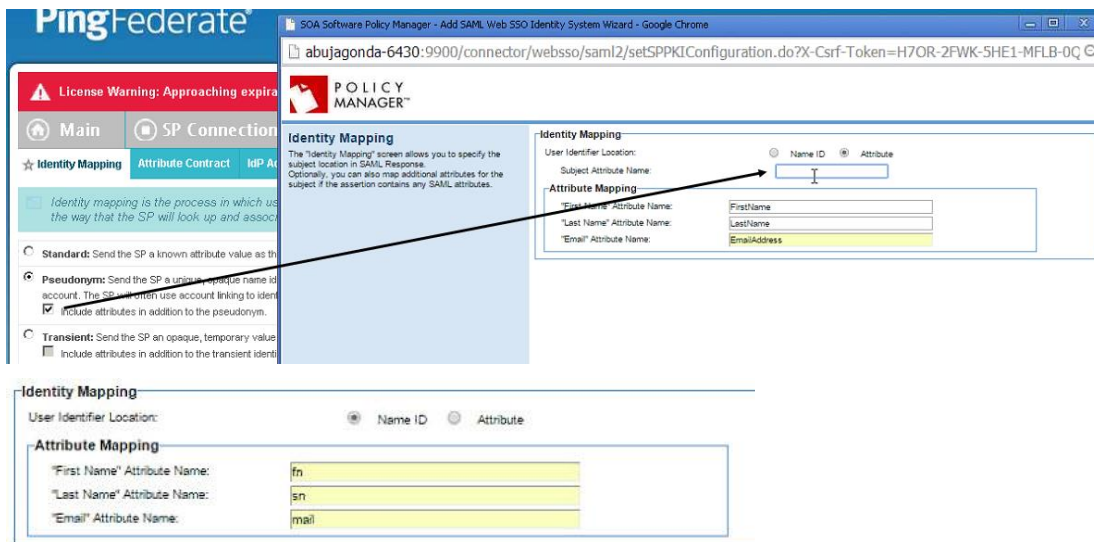 PingFederate®
License Warning: Approaching expira
Main
SP Connection
Identity Mapping
Attribute Contract
IdP Ad
Identity mapping is the process in which us
the way that the SP will look up and associ
Standard: Send the SP a known attribute value as th
Pseudonym: Send the SP a unique, opaque name id
account. The SP will often use account linking to ident
Include attributes in addition to the pseudonym.
Transient: Send the SP an opaque, temporary value
Include attributes in addition to the transient identi
SOA Software Policy Manager - Add SAML Web SSO Identity System Wizard - Google Chrome
abujagonda-6430:9900/connector/websso/saml2/setSPPKIConfiguration.do?X-Csrf-Token=H7OR-2FWK-5HE1-MFLB-0Q
POLICY
MANAGER™
Identity Mapping
The "Identity Mapping" screen allows you to specify the
subject location in SAML Response.
Optionally, you can also map additional attributes for the
subject if the assertion contains any SAML attributes.
Identity Mapping
User Identifier Location:
Name ID
Attribute
Subject Attribute Name:
Attribute Mapping
"First Name" Attribute Name:
FirstName
"Last Name" Attribute Name:
LastName
"Email" Attribute Name:
EmailAddress
Identity Mapping
User Identifier Location:
Name ID
Attribute
Attribute Mapping
"First Name" Attribute Name:
fn
"Last Name" Attribute Name:
sn
"Email" Attribute Name:
mail